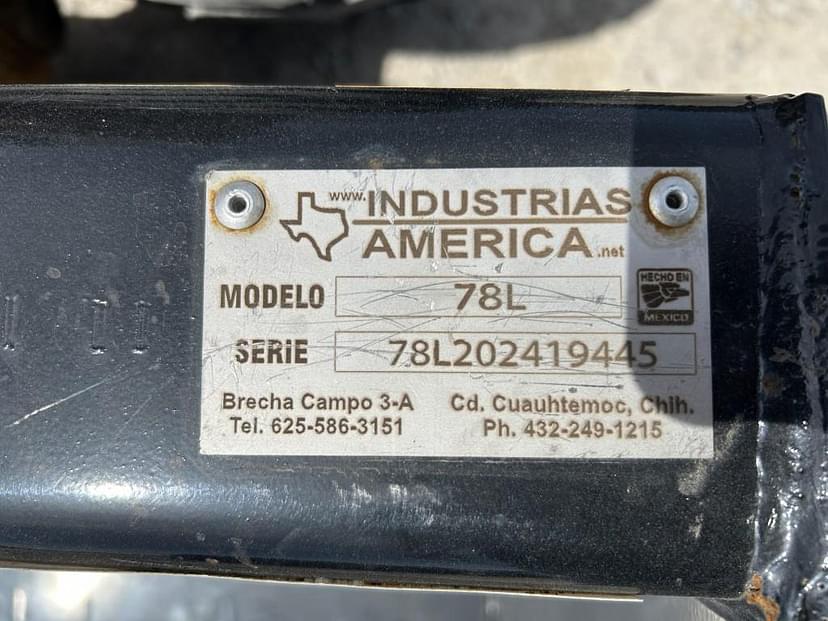 www.INDUSTRIAS
AMERICA.net
MODELO 78L
HECHO EN
MEXICO
SERIE 78L202419445
Brecha Campo 3-A Cd. Cuauhtemoc, Chih.
Tel. 625-586-3151 Ph. 432-249-1215